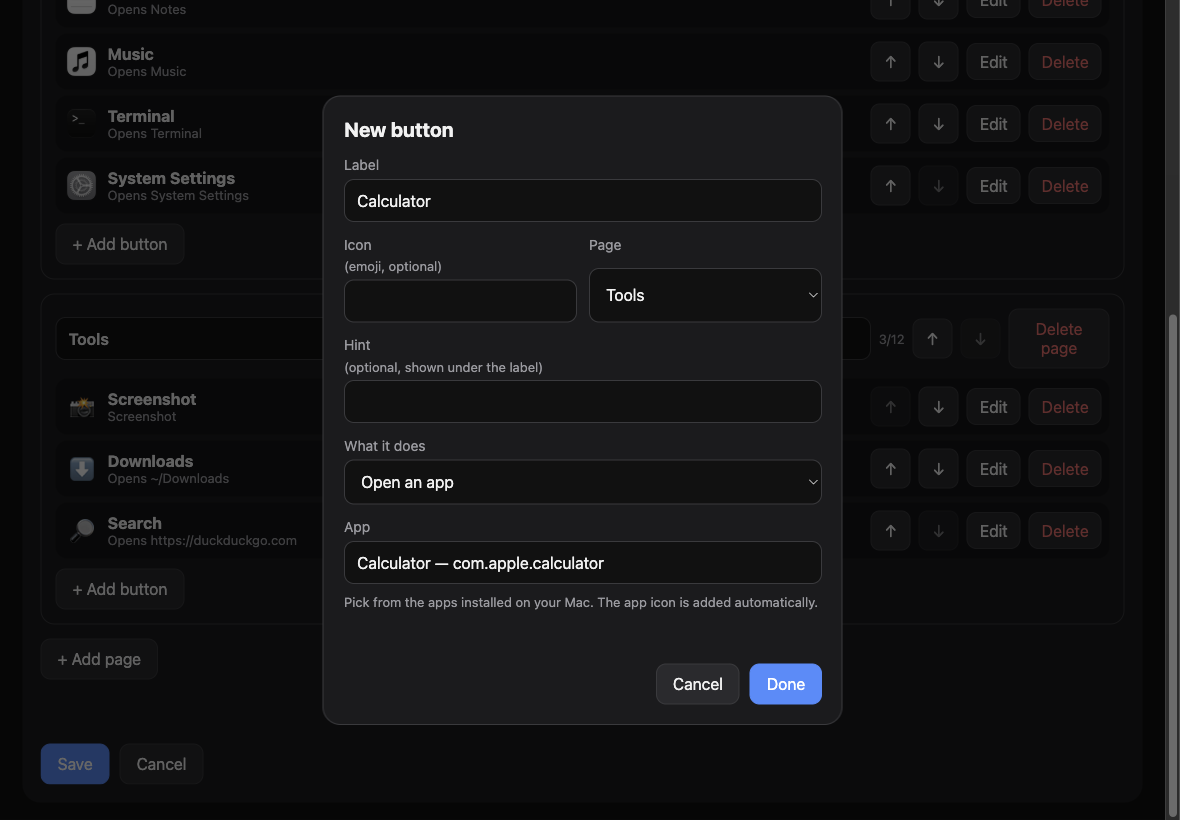 Opens Notes
Edit
Delete
Music
Opens Music
↑
↓
Edit
Delete
>_
Terminal
Opens Terminal
↑
↓
Edit
Delete
System Settings
Opens System Settings
↑
↓
Edit
Delete
+ Add button
New button
Label
Calculator
Icon
(emoji, optional)
Page
Tools
Hint
(optional, shown under the label)
What it does
Open an app
App
Calculator — com.apple.calculator
Pick from the apps installed on your Mac. The app icon is added automatically.
Cancel
Done
Tools
3/12
↑
↓
Delete page
Screenshot
Screenshot
↑
↓
Edit
Delete
Downloads
Opens ~/Downloads
↑
↓
Edit
Delete
Search
Opens https://duckduckgo.com
↑
↓
Edit
Delete
+ Add button
+ Add page
Save
Cancel